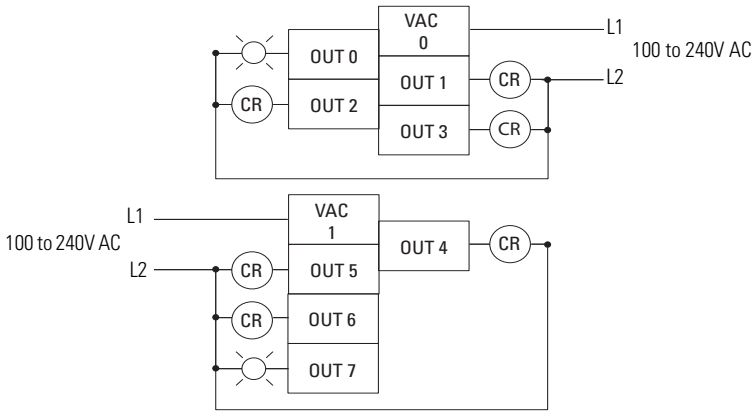 VAC
0
L1
100 to 240V AC
OUT 0
OUT 1
CR
L2
CR
OUT 2
OUT 3
CR
L1
VAC
1
100 to 240V AC
OUT 4
CR
L2
CR
OUT 5
CR
OUT 6
OUT 7